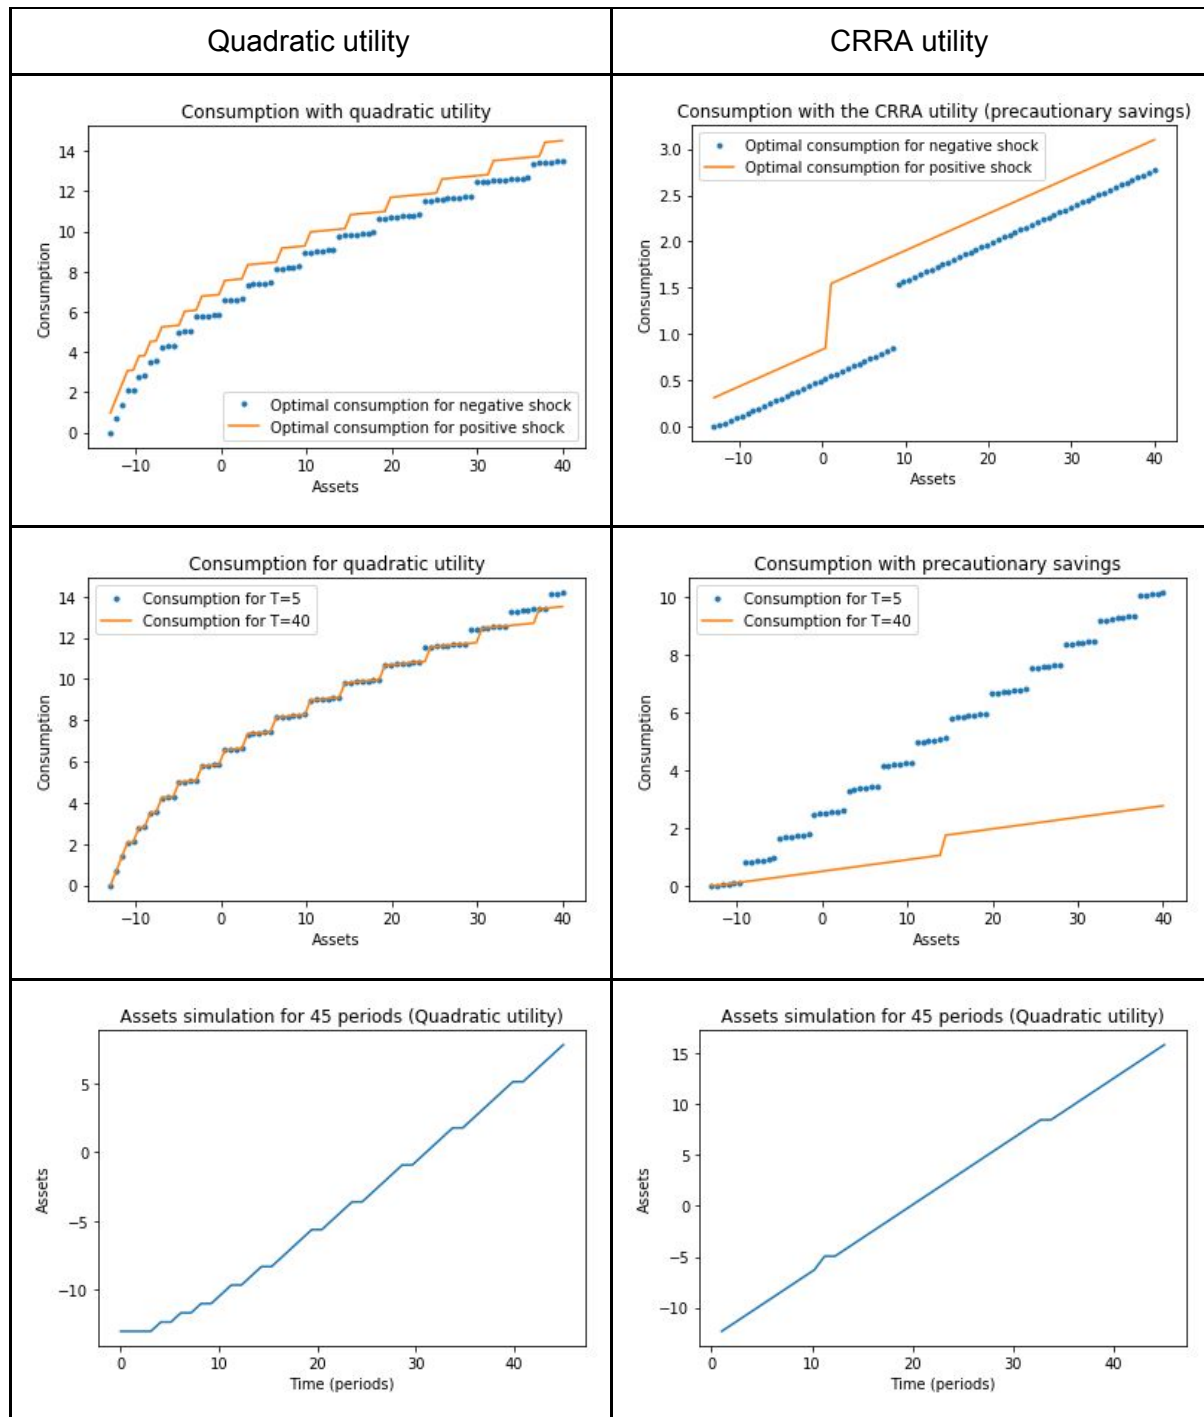 Quadratic utility
CRRA utility
Consumption with quadratic utility
14
12
10
8
6
4
2
0
Consumption
Optimal consumption for negative shock
Optimal consumption for positive shock
−10 0 10 20 30 40
Assets
Consumption with the CRRA utility (precautionary savings)
3.0
2.5
2.0
1.5
1.0
0.5
0.0
Consumption
Optimal consumption for negative shock
Optimal consumption for positive shock
−10 0 10 20 30 40
Assets
Consumption for quadratic utility
14
12
10
8
6
4
2
0
Consumption
Consumption for T=5
Consumption for T=40
−10 0 10 20 30 40
Assets
Consumption with precautionary savings
10
8
6
4
2
0
Consumption
Consumption for T=5
Consumption for T=40
−10 0 10 20 30 40
Assets
Assets simulation for 45 periods (Quadratic utility)
5
0
−5
−10
Assets
0 10 20 30 40
Time (periods)
Assets simulation for 45 periods (Quadratic utility)
15
10
5
0
−5
−10
Assets
0 10 20 30 40
Time (periods)